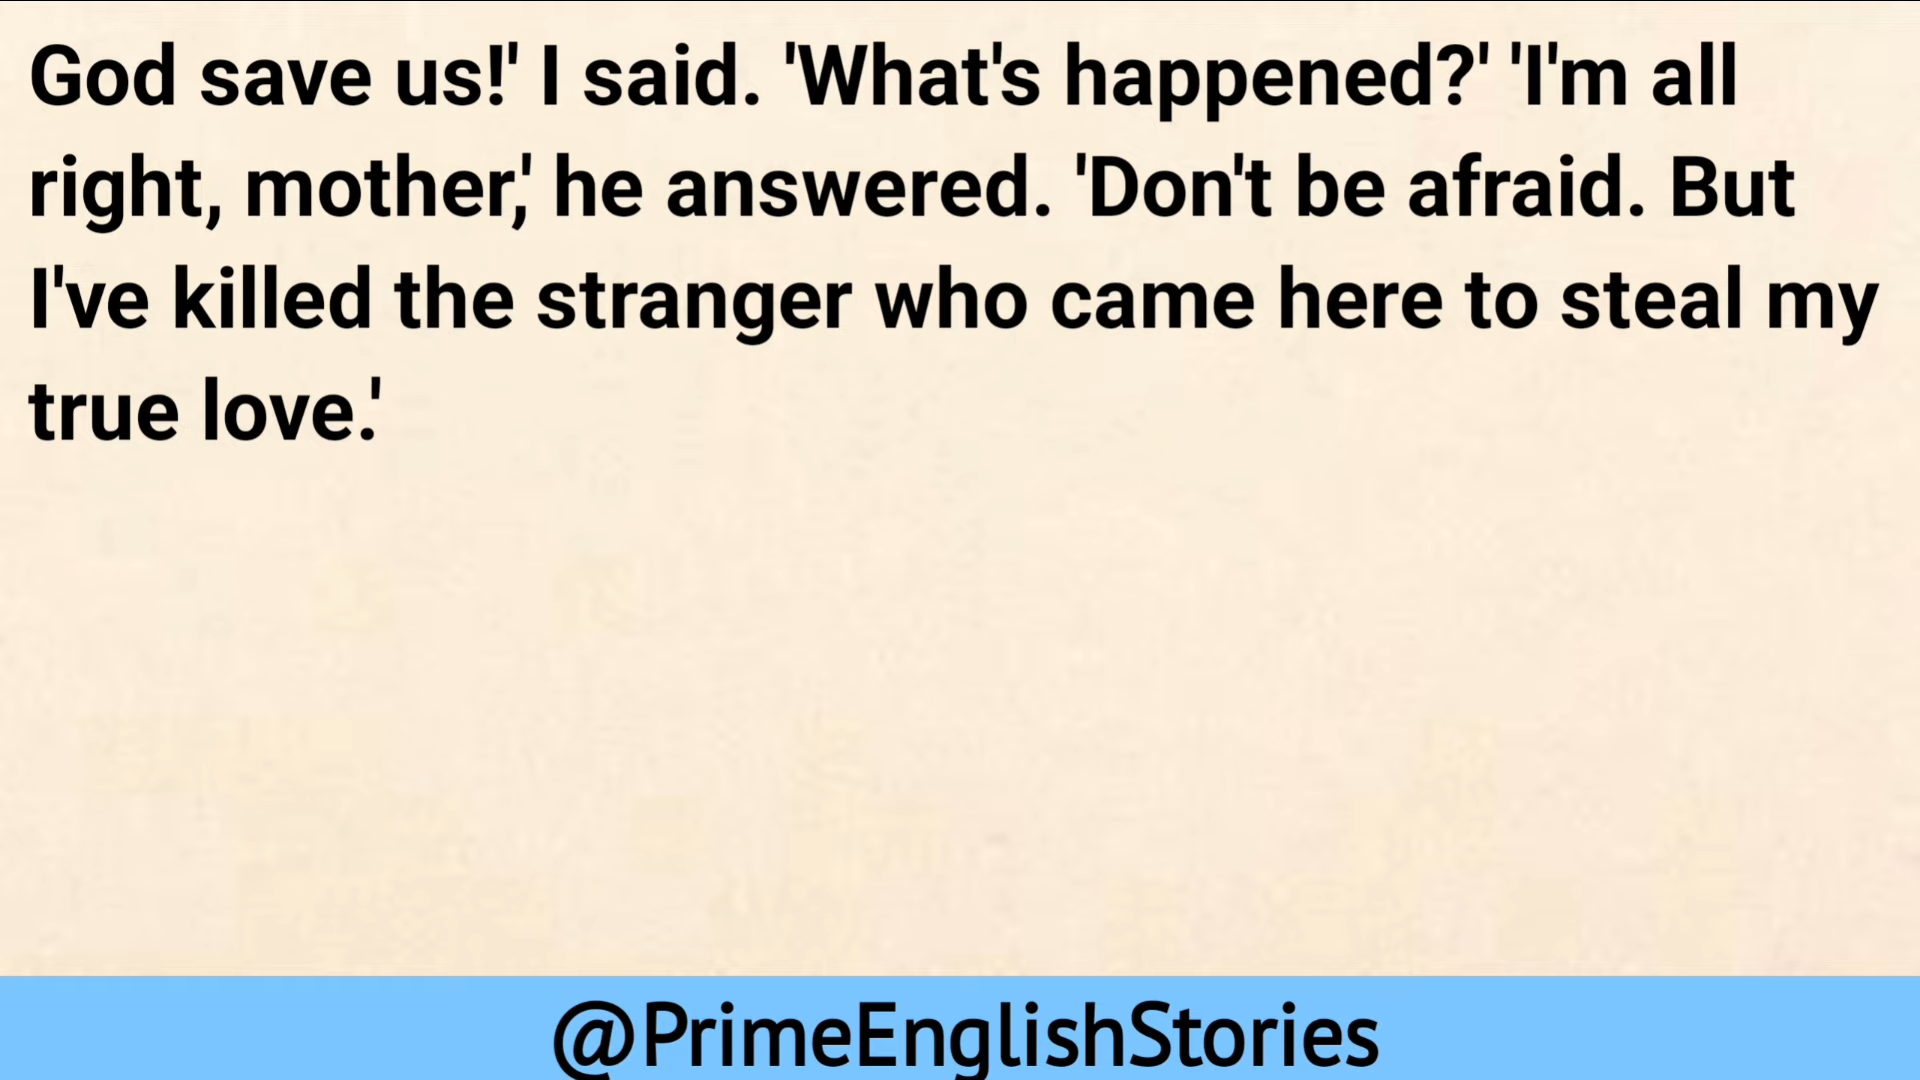 God save us!' I said. 'What's happened?' 'I'm all
right, mother,' he answered. 'Don't be afraid. But
I've killed the stranger who came here to steal my
true love.'
@PrimeEnglishStories